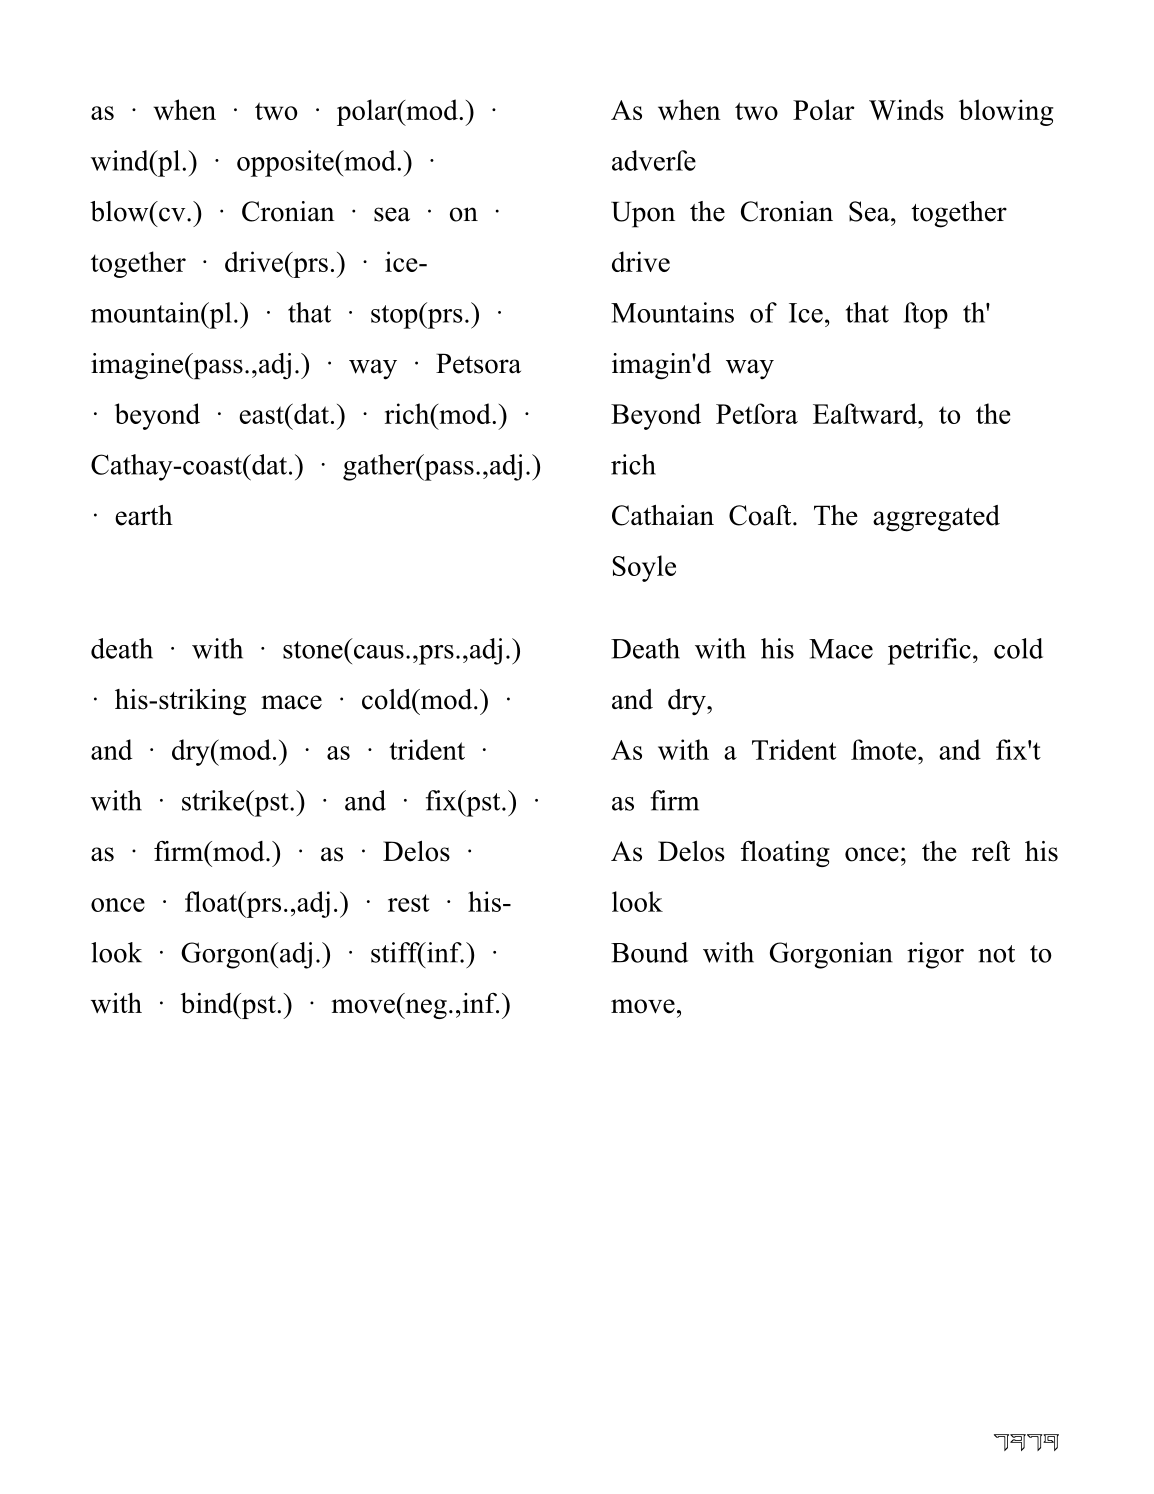 as · when · two · polar(mod.) ·
wind(pl.) · opposite(mod.) ·
blow(cv.) · Cronian · sea · on ·
together · drive(prs.) · ice-
mountain(pl.) · that · stop(prs.) ·
imagine(pass.,adj.) · way · Petsora
· beyond · east(dat.) · rich(mod.) ·
Cathay-coast(dat.) · gather(pass.,adj.)
· earth
As when two Polar Winds blowing
adverſe
Upon the Cronian Sea, together
drive
Mountains of Ice, that ſtop th'
imagin'd way
Beyond Petſora Eaſtward, to the
rich
Cathaian Coaſt. The aggregated
Soyle
death · with · stone(caus.,prs.,adj.)
· his-striking mace · cold(mod.) ·
and · dry(mod.) · as · trident ·
with · strike(pst.) · and · fix(pst.) ·
as · firm(mod.) · as · Delos ·
once · float(prs.,adj.) · rest · his-
look · Gorgon(adj.) · stiff(inf.) ·
with · bind(pst.) · move(neg.,inf.)
Death with his Mace petrific, cold
and dry,
As with a Trident ſmote, and fix't
as firm
As Delos floating once; the reſt his
look
Bound with Gorgonian rigor not to
move,